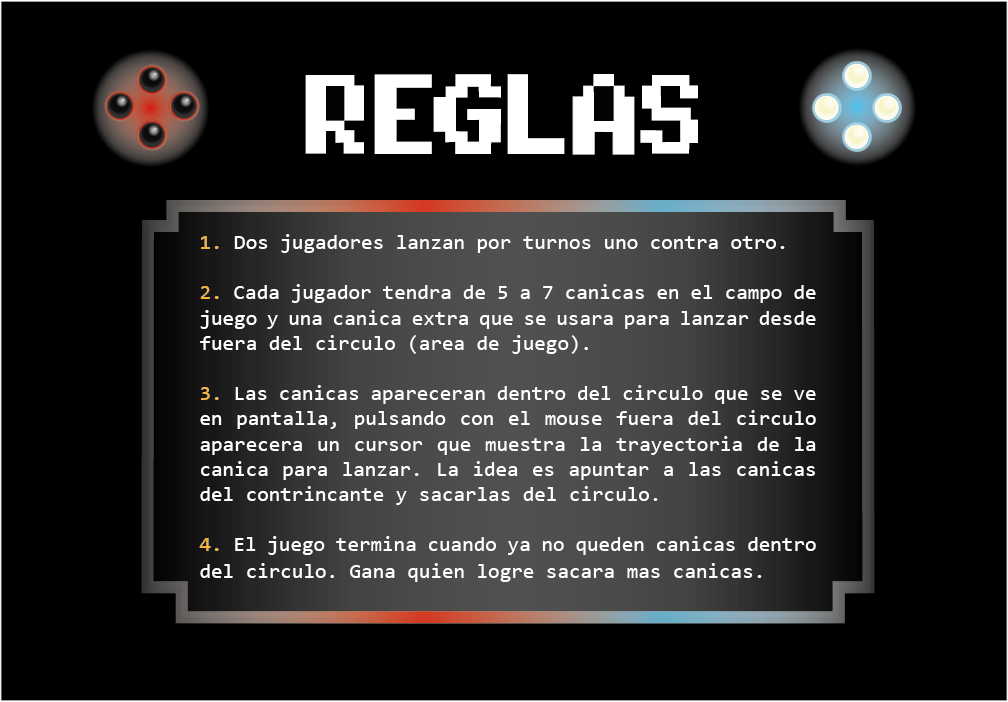 REGLAS
1. Dos jugadores lanzan por turnos uno contra otro.
2. Cada jugador tendra de 5 a 7 canicas en el campo de
juego y una canica extra que se usara para lanzar desde
fuera del circulo (area de juego).
3. Las canicas apareceran dentro del circulo que se ve
en pantalla, pulsando con el mouse fuera del circulo
aparecera un cursor que muestra la trayectoria de la
canica para lanzar. La idea es apuntar a las canicas
del contrincante y sacarlas del circulo.
4. El juego termina cuando ya no queden canicas dentro
del circulo. Gana quien logre sacara mas canicas.